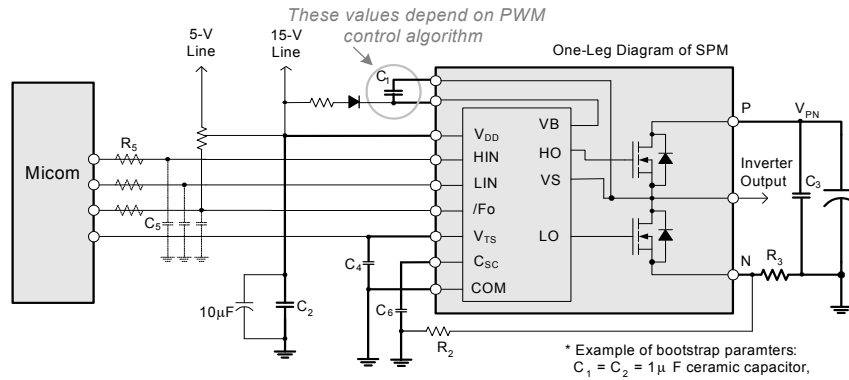 These values depend on PWM
control algorithm
5-V
Line
15-V
Line
One-Leg Diagram of SPM
C1
P
VPN
VB
VDD
R5
HIN
HO
Micom
LIN
VS
Inverter
Output
C3
/Fo
C5
VTS
LO
C4
CSC
N
R3
COM
10μF
C2
C6
R2
* Example of bootstrap paramters:
C1 = C2 = 1μ F ceramic capacitor,